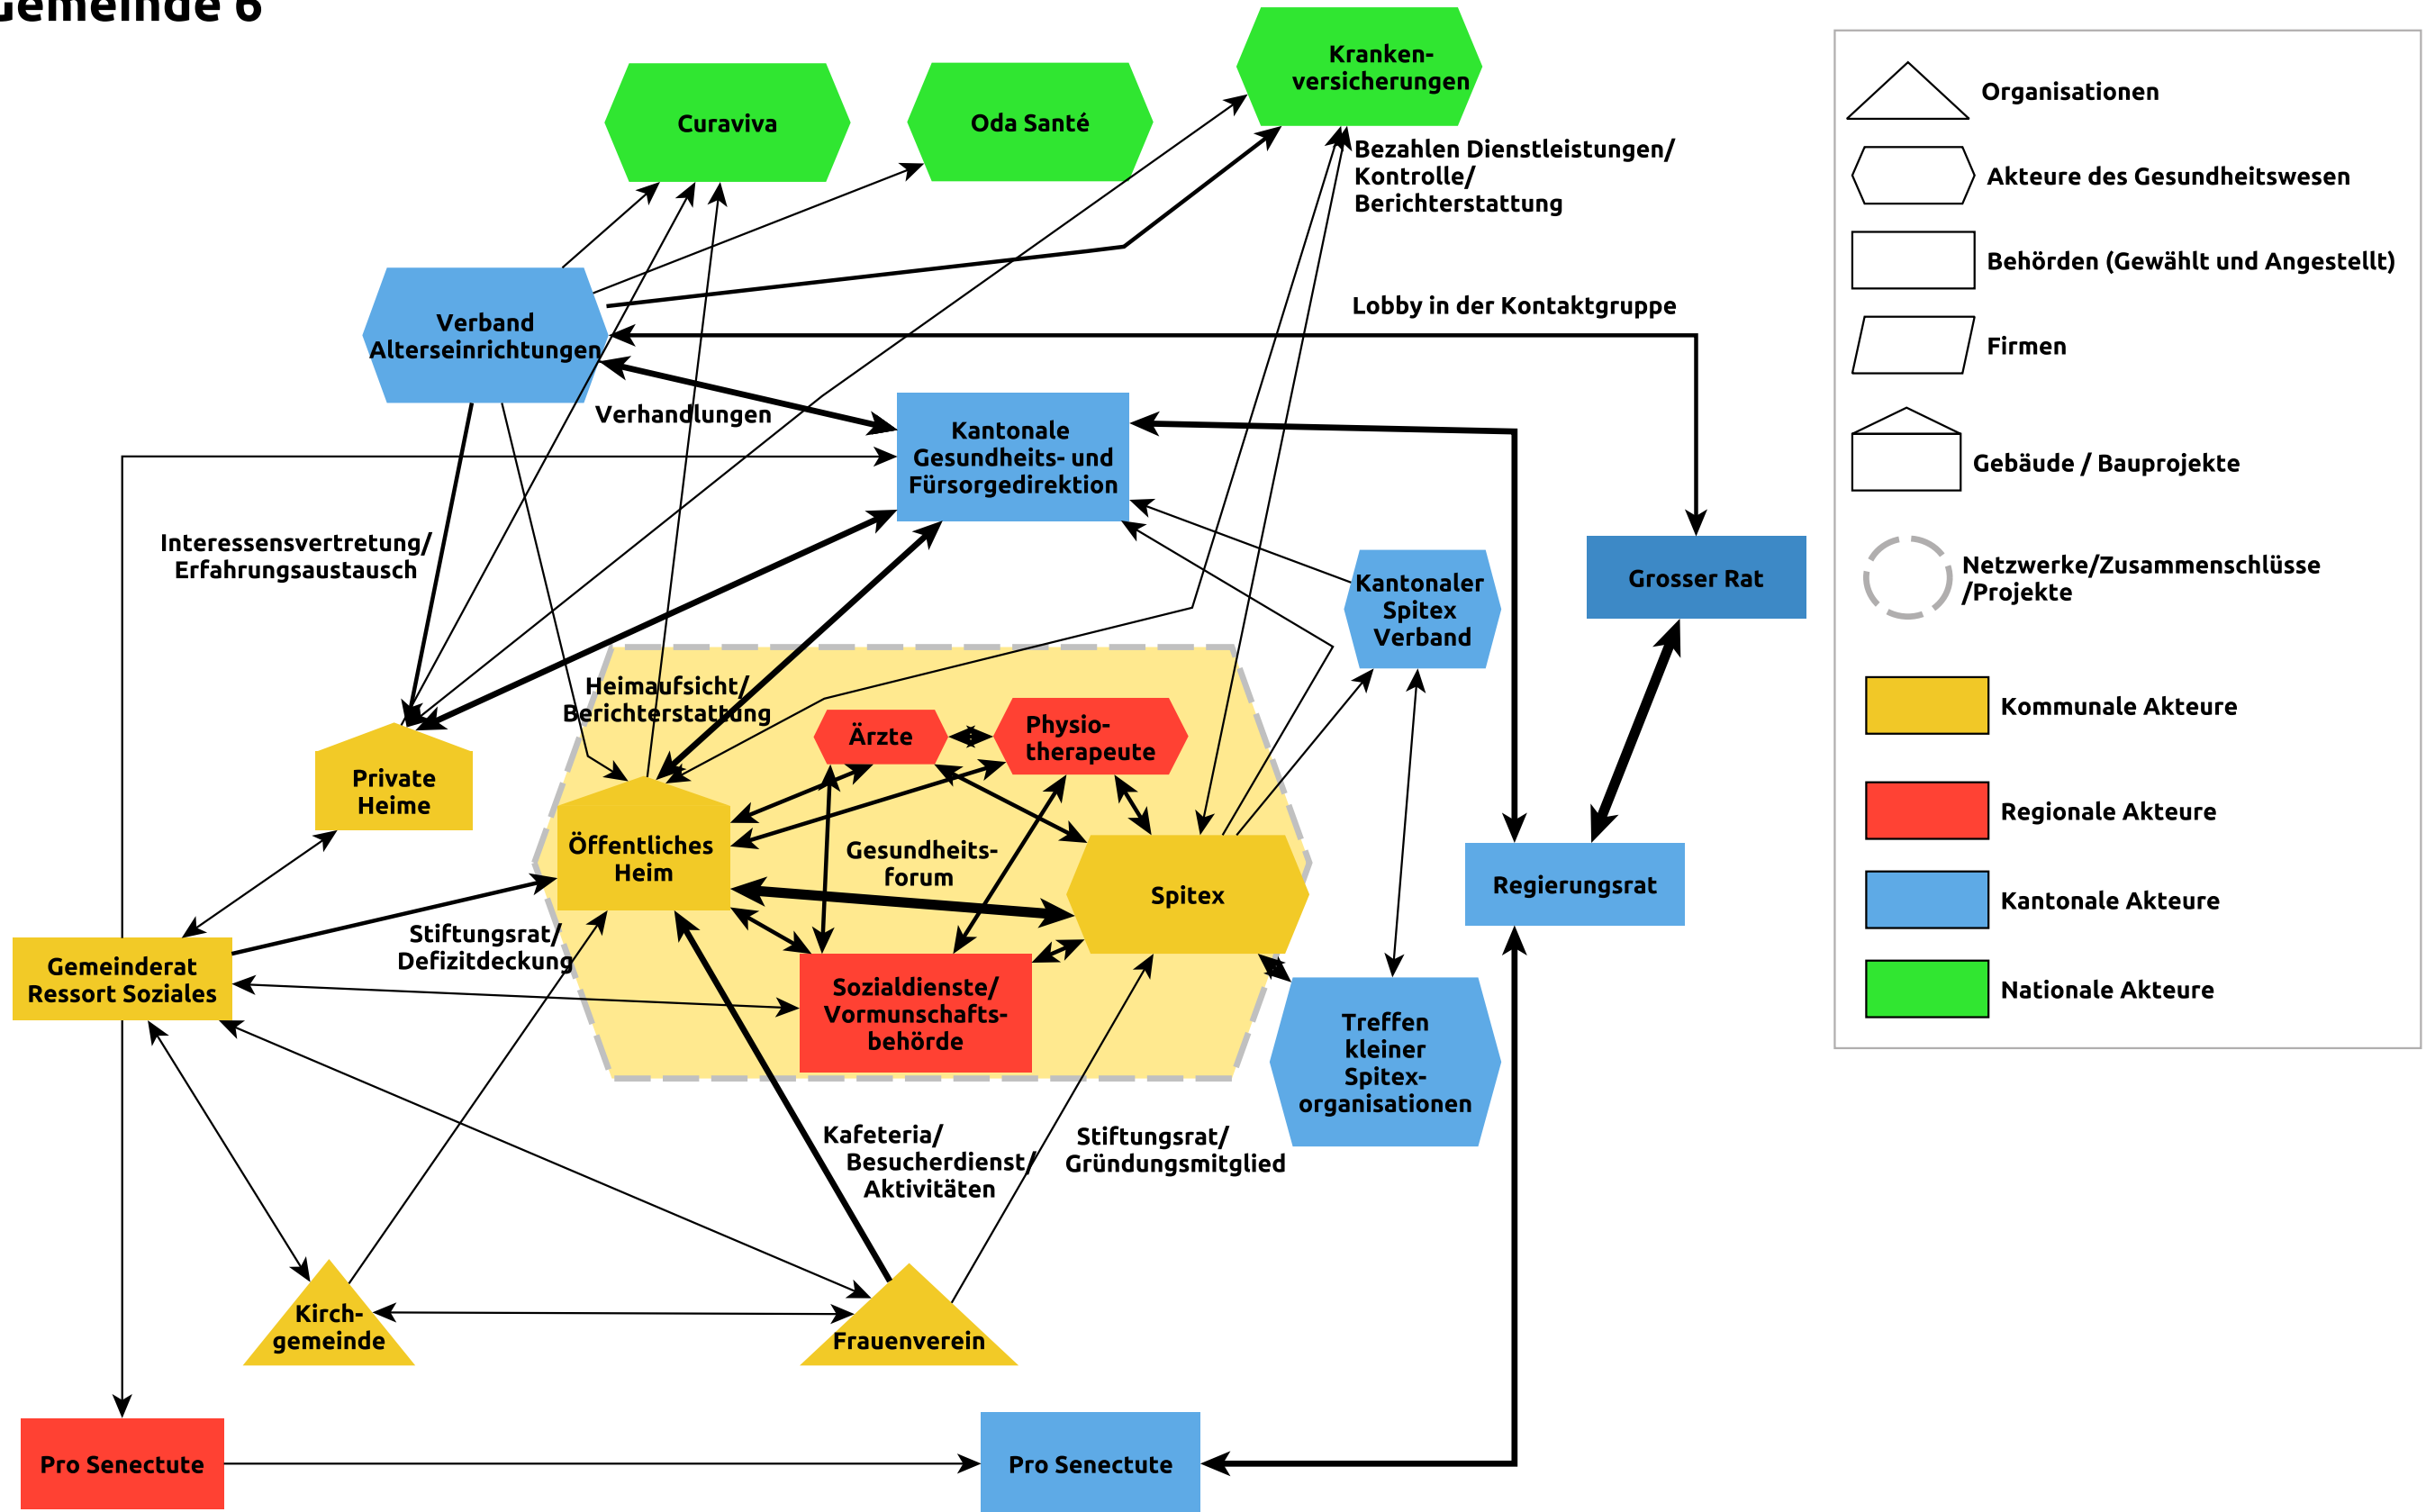 Gemeinde 6
Kranken-
versicherungen
Curaviva
Oda Santé
Bezahlen Dienstleistungen/
Kontrolle/
Berichterstattung
Lobby in der Kontaktgruppe
Verband
Alterseinrichtungen
Verhandlungen
Kantonale
Gesundheits- und
Fürsorgedirektion
Interessensvertretung/
Erfahrungsaustausch
Kantonaler
Spitex
Verband
Grosser Rat
Heimaufsicht/
Berichterstattung
Ärzte
Physio-
therapeute
Private
Heime
Öffentliches
Heim
Gesundheits-
forum
Spitex
Regierungsrat
Stiftungsrat/
Defizitdeckung
Gemeinderat
Ressort Soziales
Sozialdienste/
Vormunschafts-
behörde
Treffen
kleiner
Spitex-
organisationen
Kafeteria/
Besucherdienst/
Aktivitäten
Stiftungsrat/
Gründungsmitglied
Kirch-
gemeinde
Frauenverein
Pro Senectute
Pro Senectute
Organisationen
Akteure des Gesundheitswesen
Behörden (Gewählt und Angestellt)
Firmen
Gebäude / Bauprojekte
Netzwerke/Zusammenschlüsse
/Projekte
Kommunale Akteure
Regionale Akteure
Kantonale Akteure
Nationale Akteure